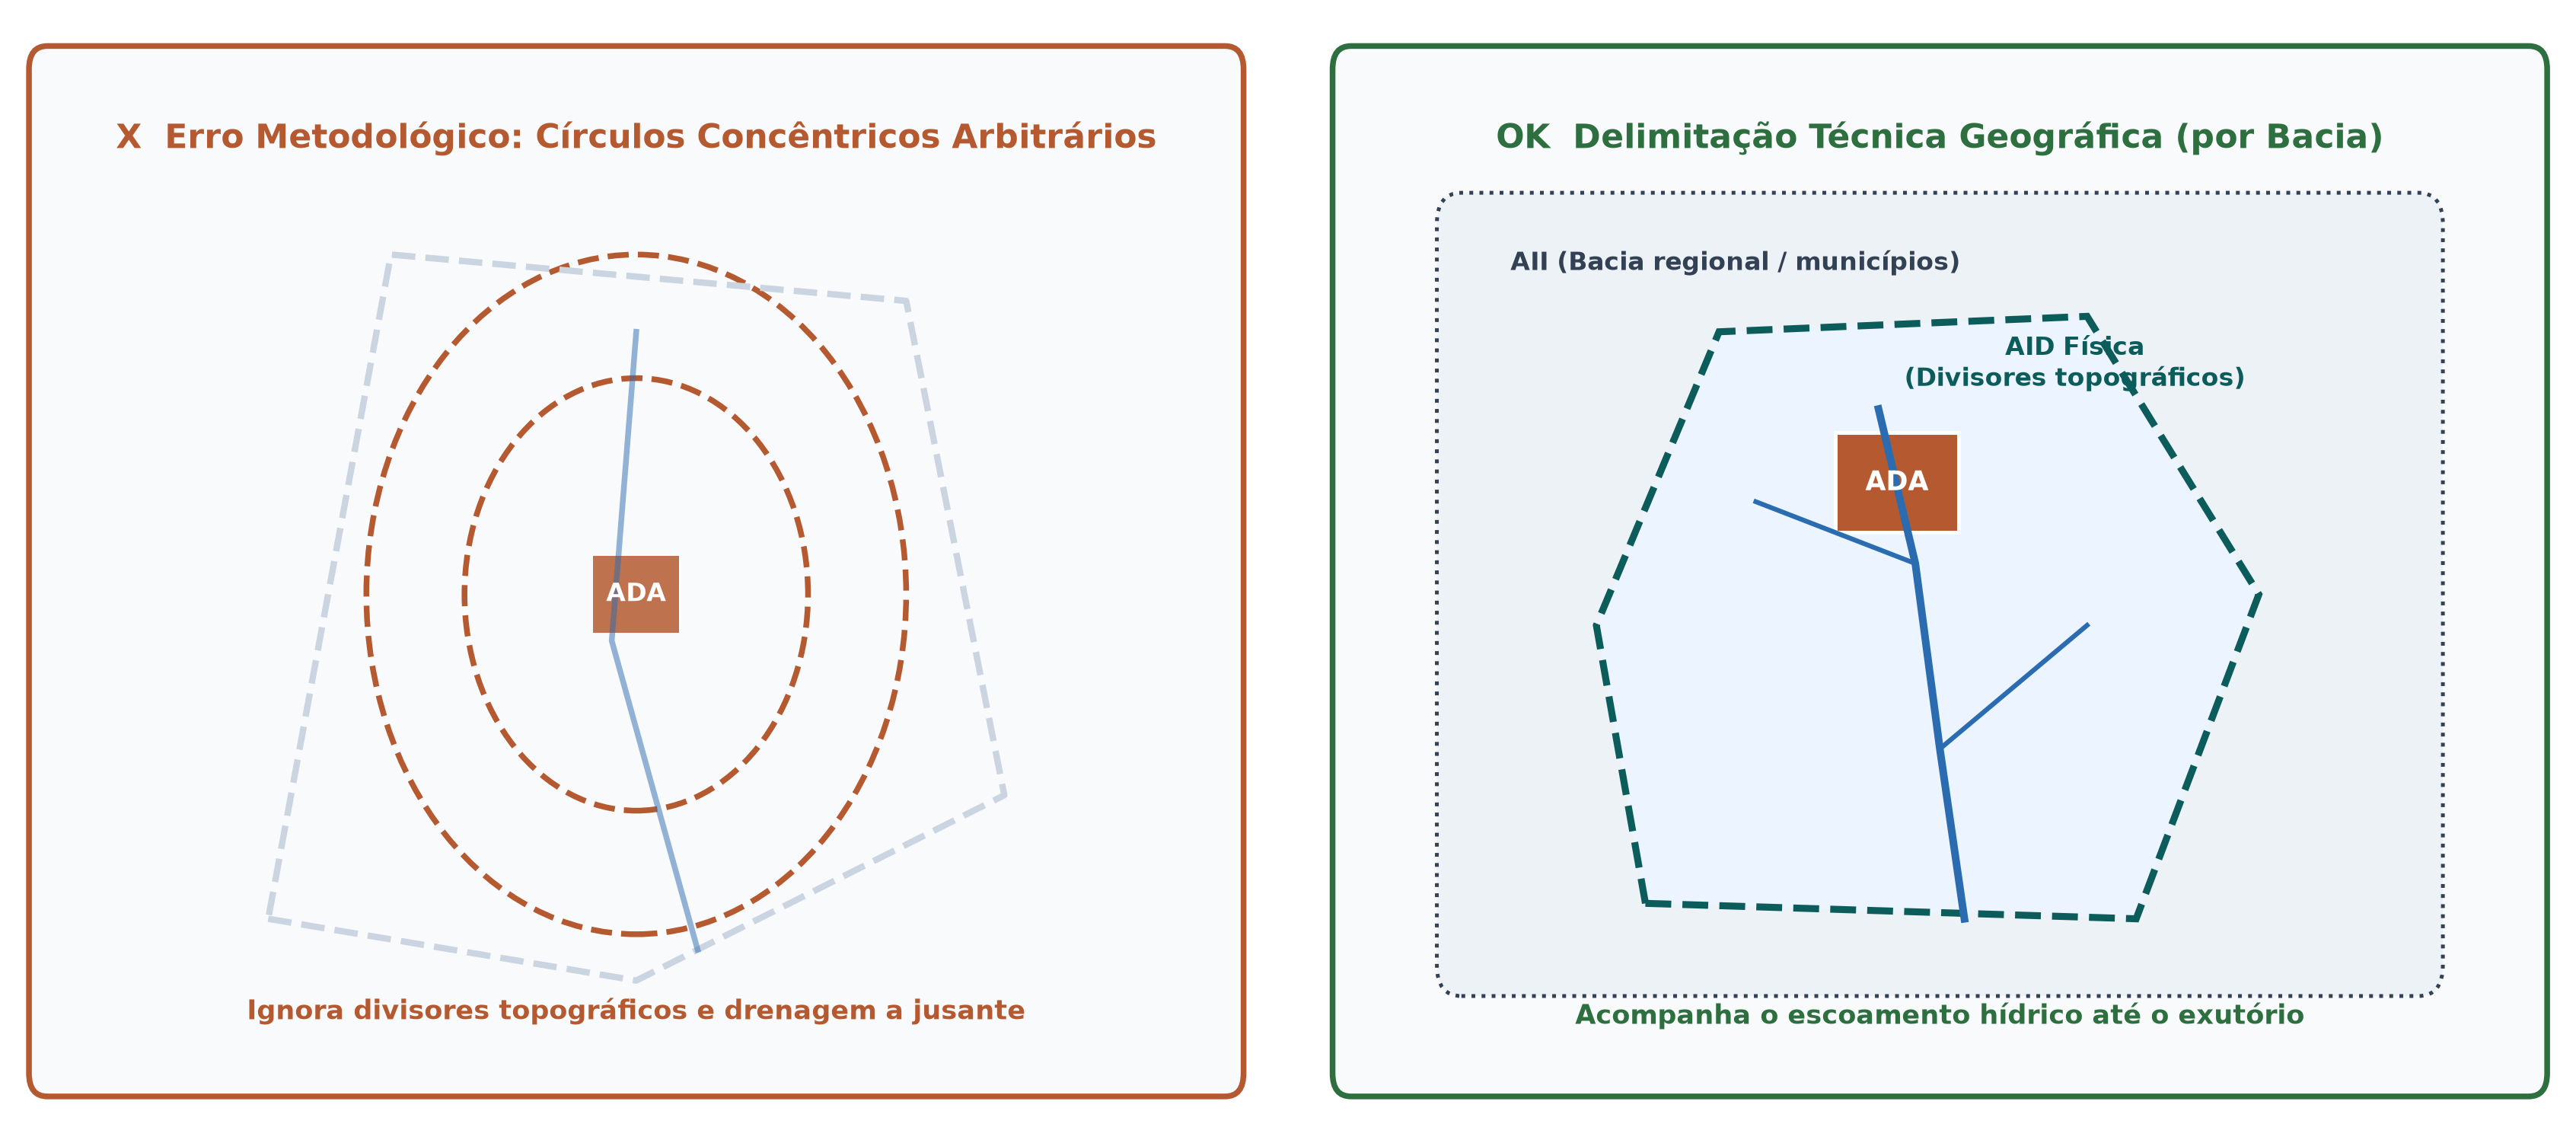 X  Erro Metodológico: Círculos Concêntricos Arbitrários
ADA
Ignora divisores topográficos e drenagem a jusante
OK  Delimitação Técnica Geográfica (por Bacia)
AII (Bacia regional / municípios)
AID Física
(Divisores topográficos)
ADA
Acompanha o escoamento hídrico até o exutório